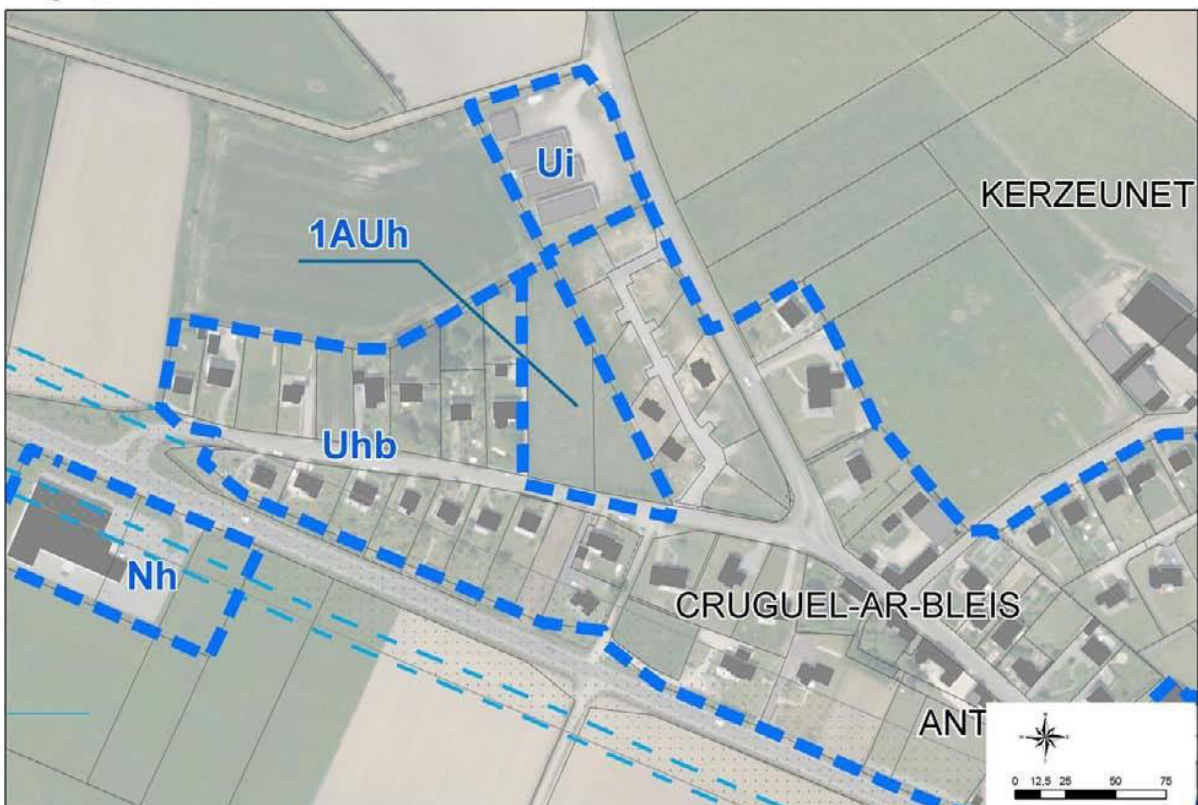 Ui
KERZEUNET
1AUh
Uhb
Nh
CRUGUEL-AR-BLEIS
ANT
N
0 12,5 25 50 75